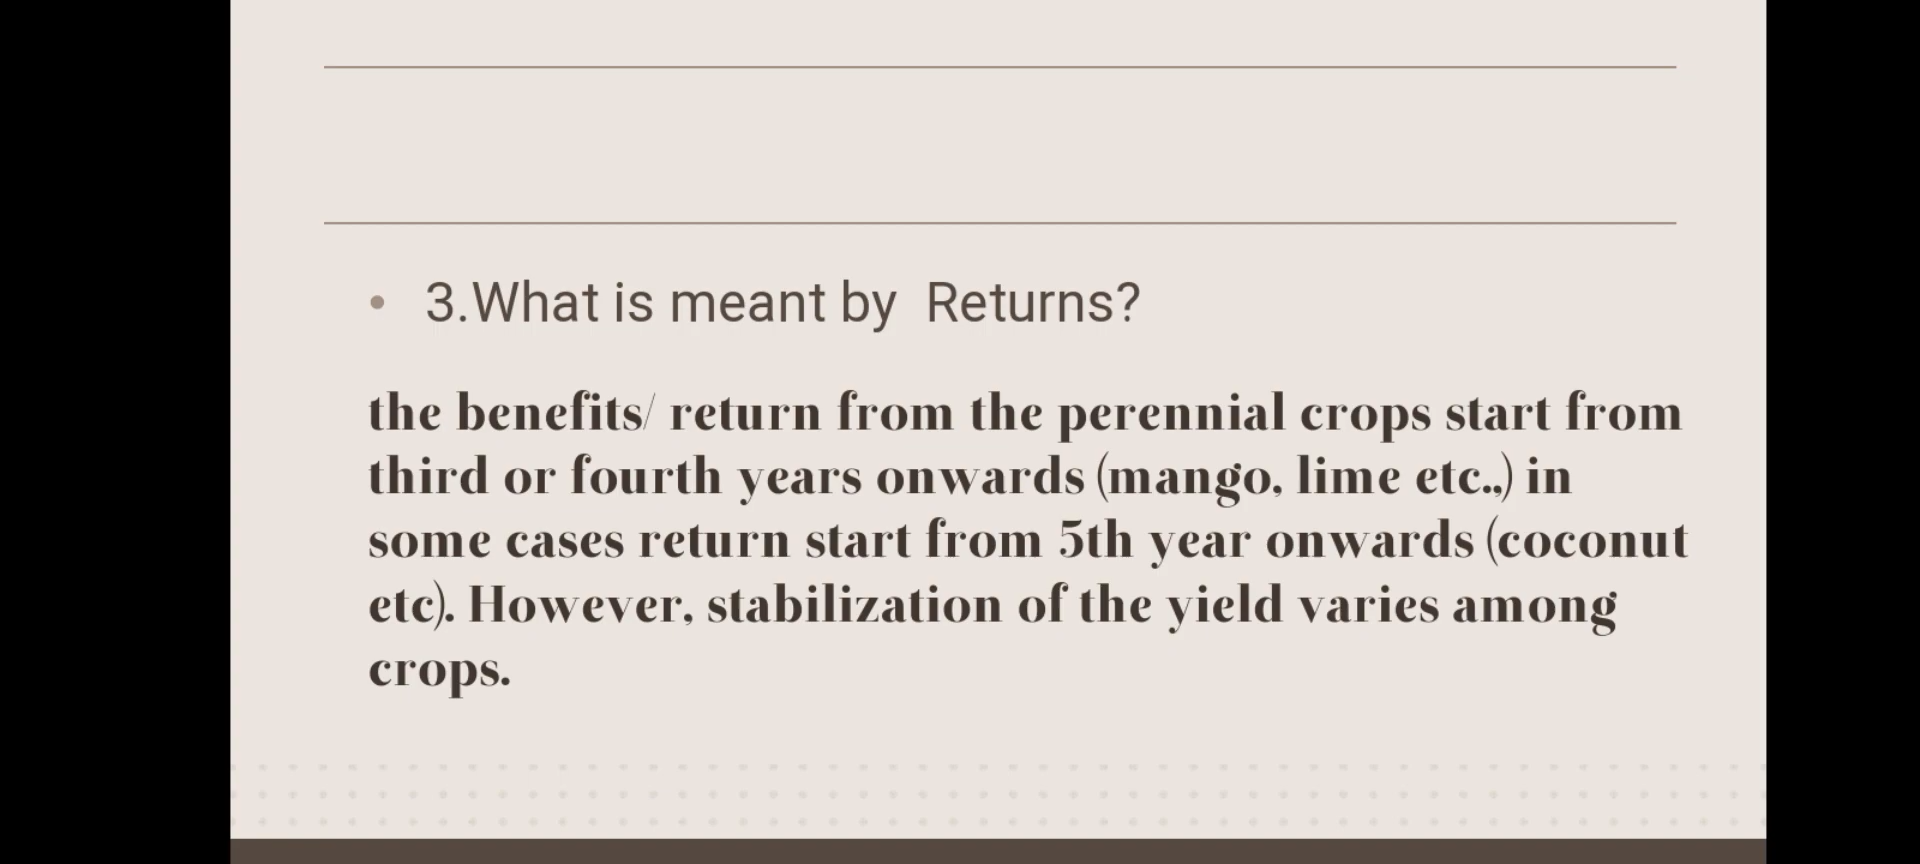 • 3.What is meant by  Returns?
the benefits/ return from the perennial crops start from
third or fourth years onwards (mango, lime etc.,) in
some cases return start from 5th year onwards (coconut
etc). However, stabilization of the yield varies among
crops.